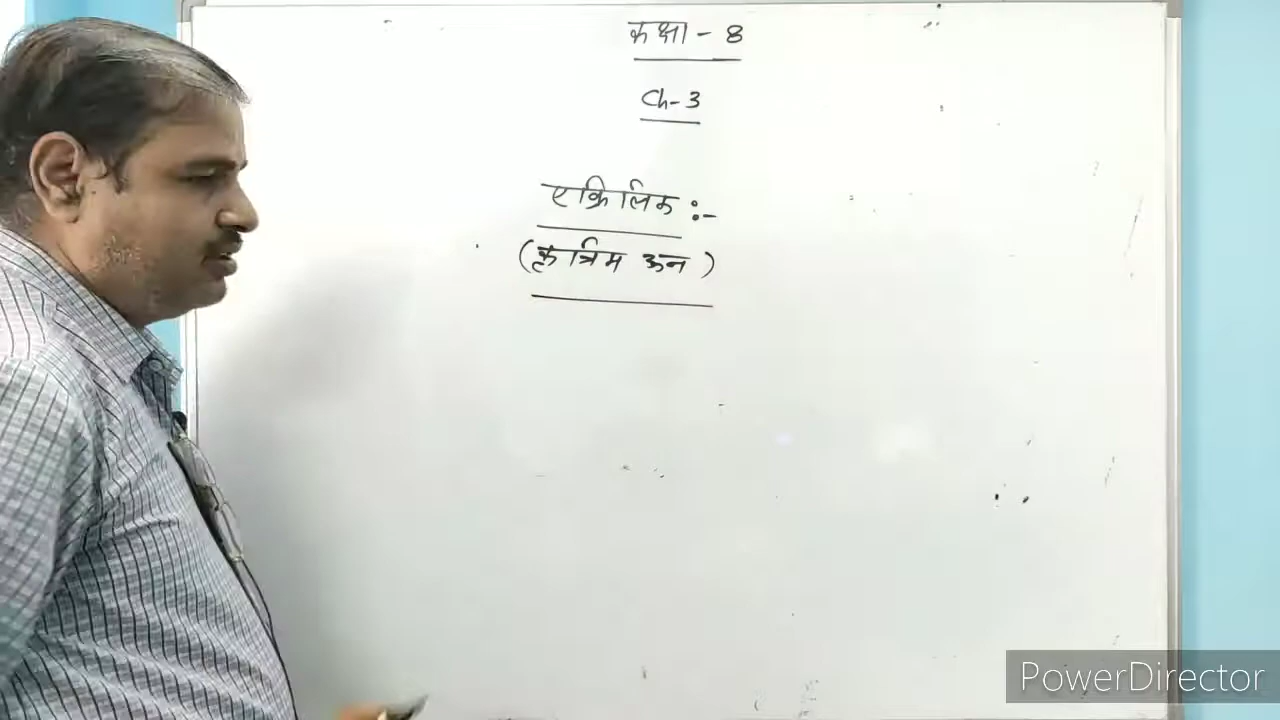 कक्षा - 8
Ch-3
एक्रिलिक :-
(कृत्रिम ऊन)
PowerDirector